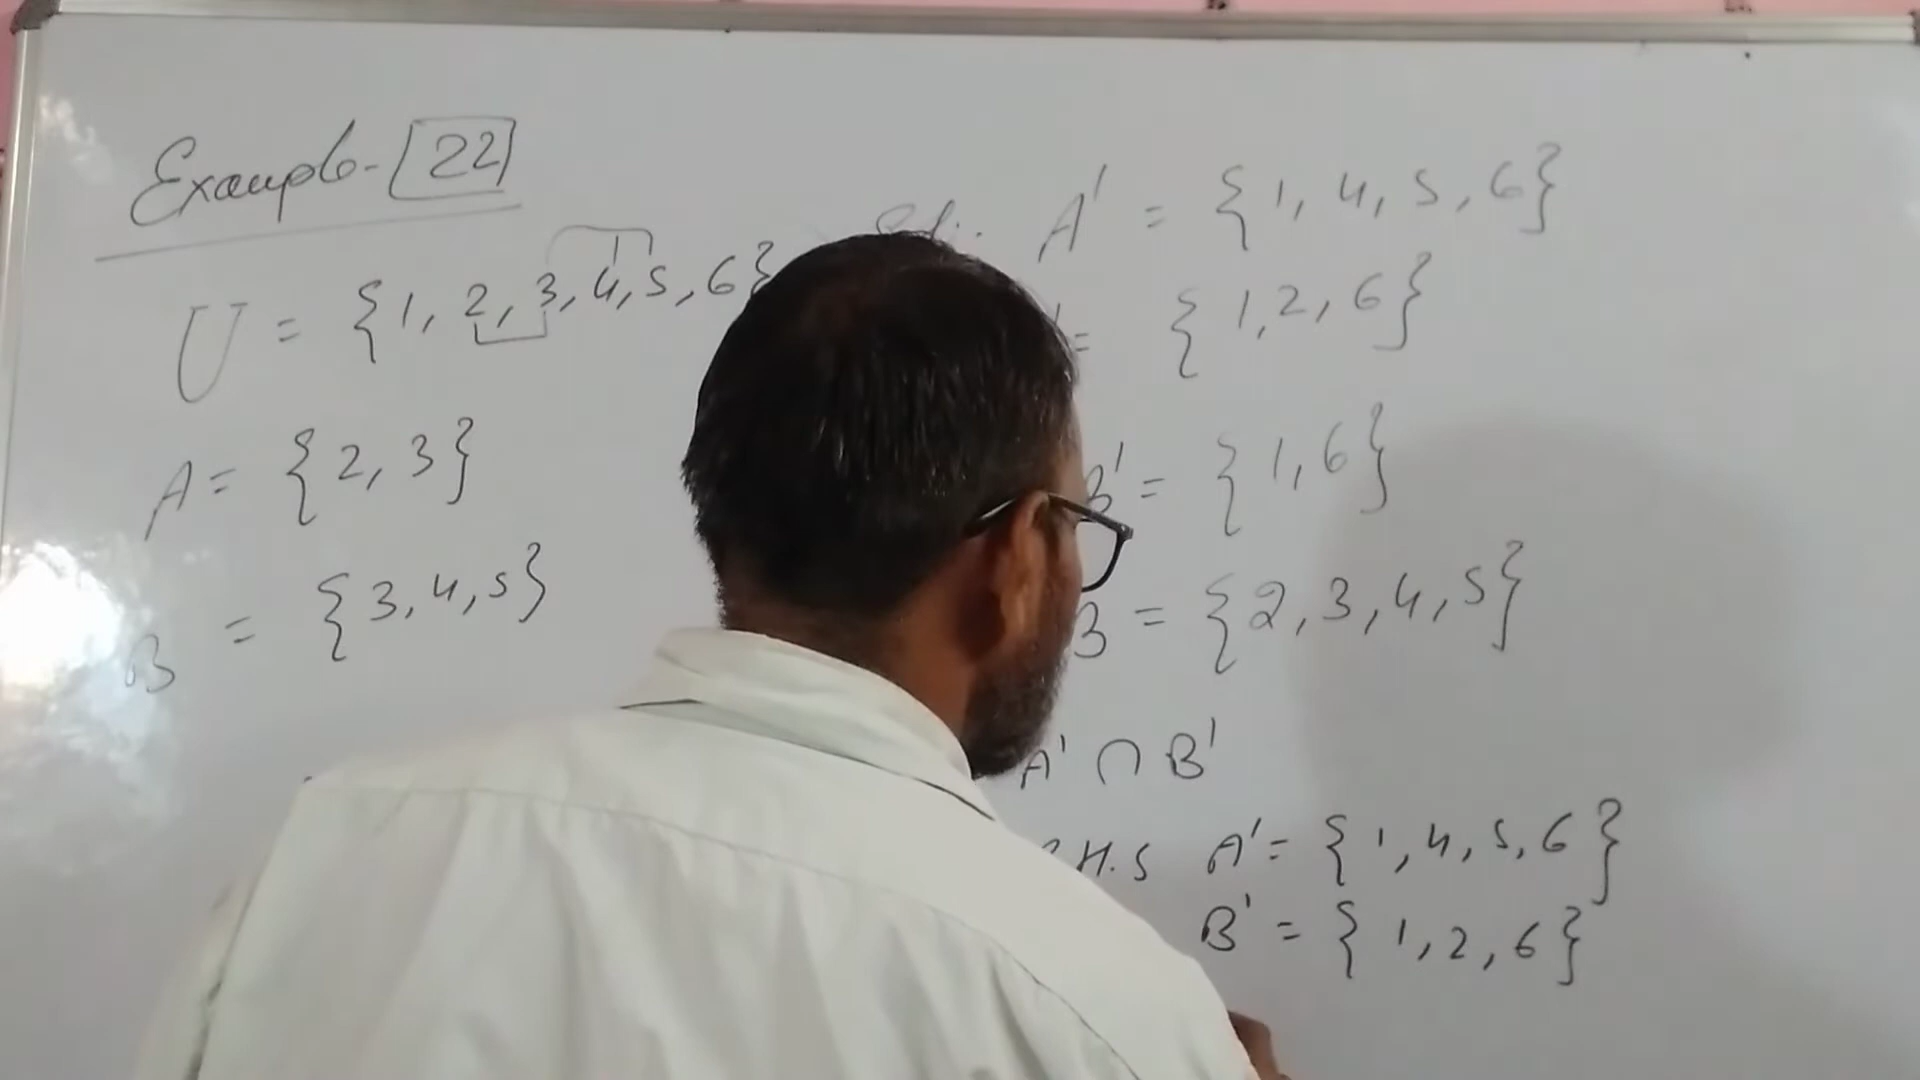 Example-22
U = {1, 2, 3, 4, 5, 6}
A = {2, 3}
B = {3, 4, 5}
A' = {1, 4, 5, 6}
' = {1, 2, 6}
B' = {1, 6}
B = {2, 3, 4, 5}
A' ∩ B'
R.H.S A' = {1, 4, 5, 6}
B' = {1, 2, 6}